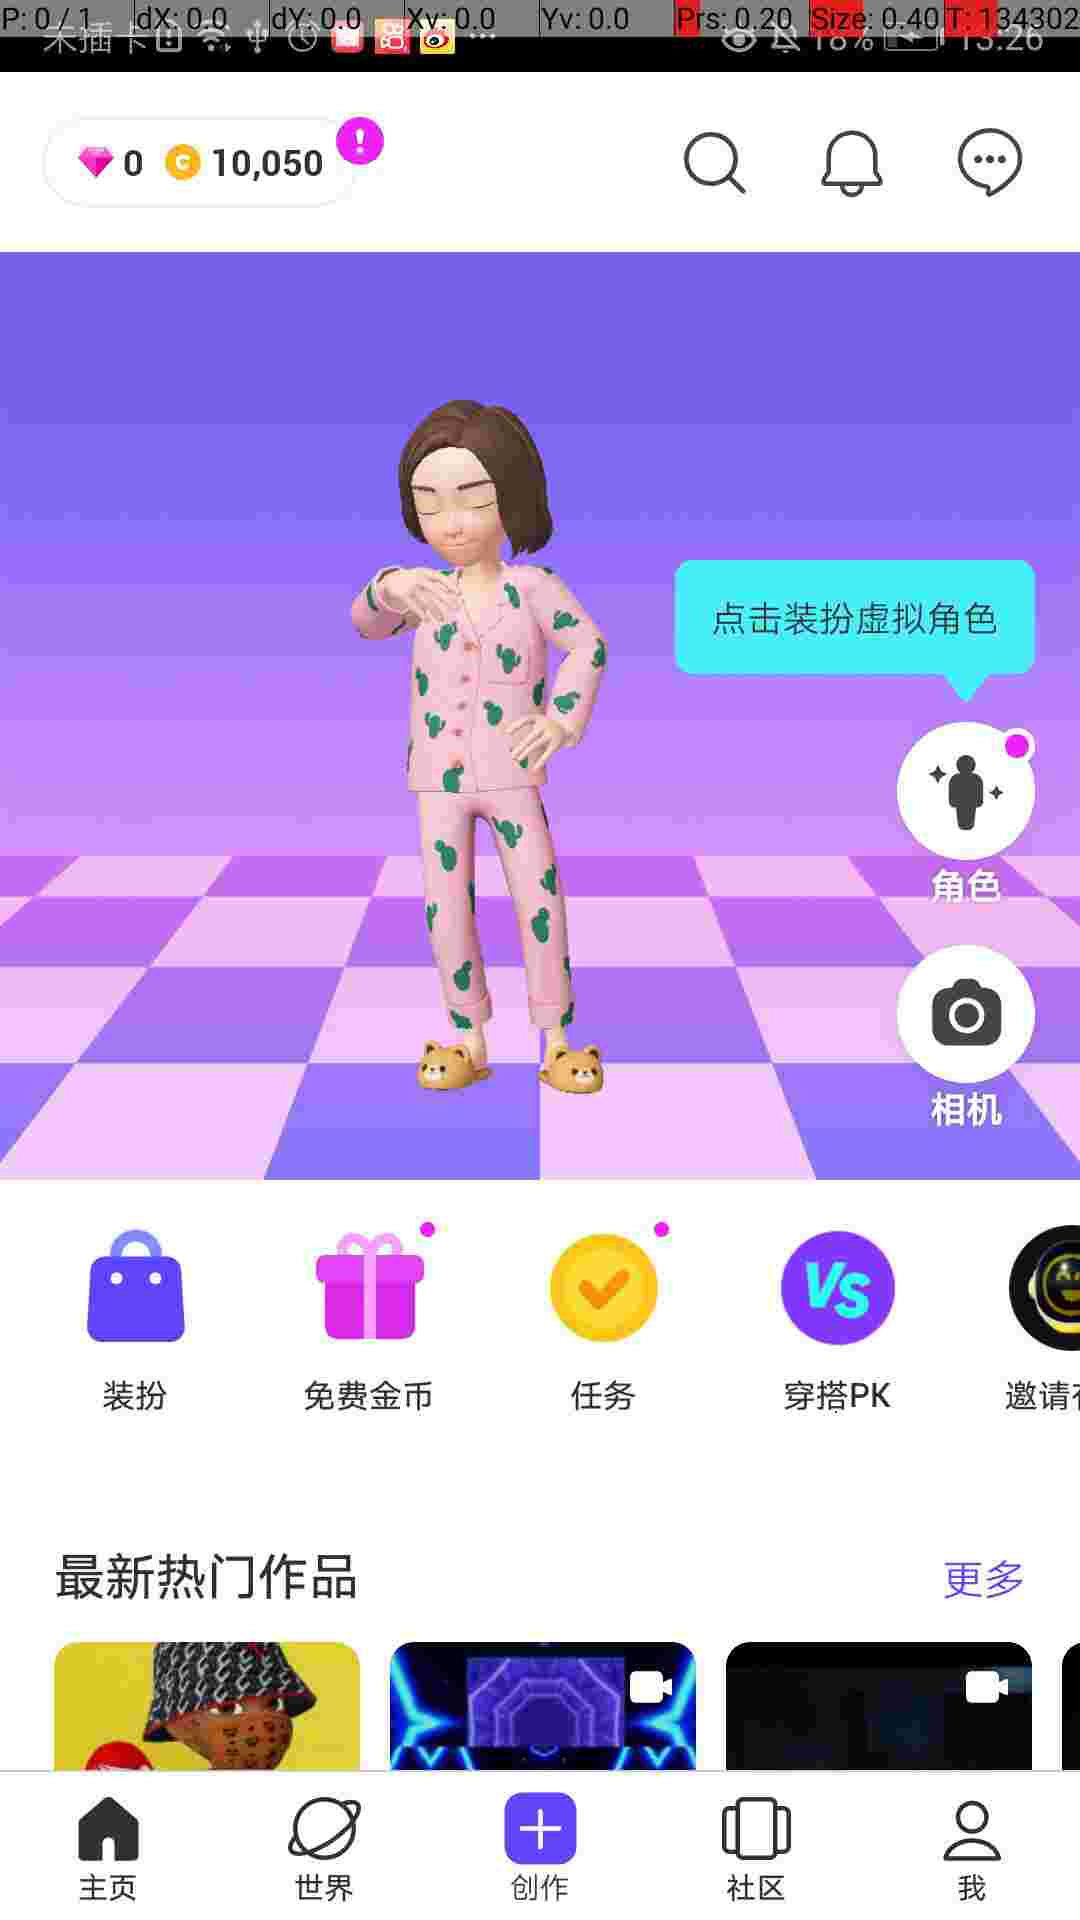 P: 0 / 1 dX: 0.0 dY: 0.0 Xv: 0.0 Yv: 0.0 Prs: 0.20 Size: 0.40 T: 134302
未插卡 18% 13:26
0 C 10,050
点击装扮虚拟角色
角色
相机
VS
装扮 免费金币 任务 穿搭PK 邀请
最新热门作品 更多
主页 世界 创作 社区 我